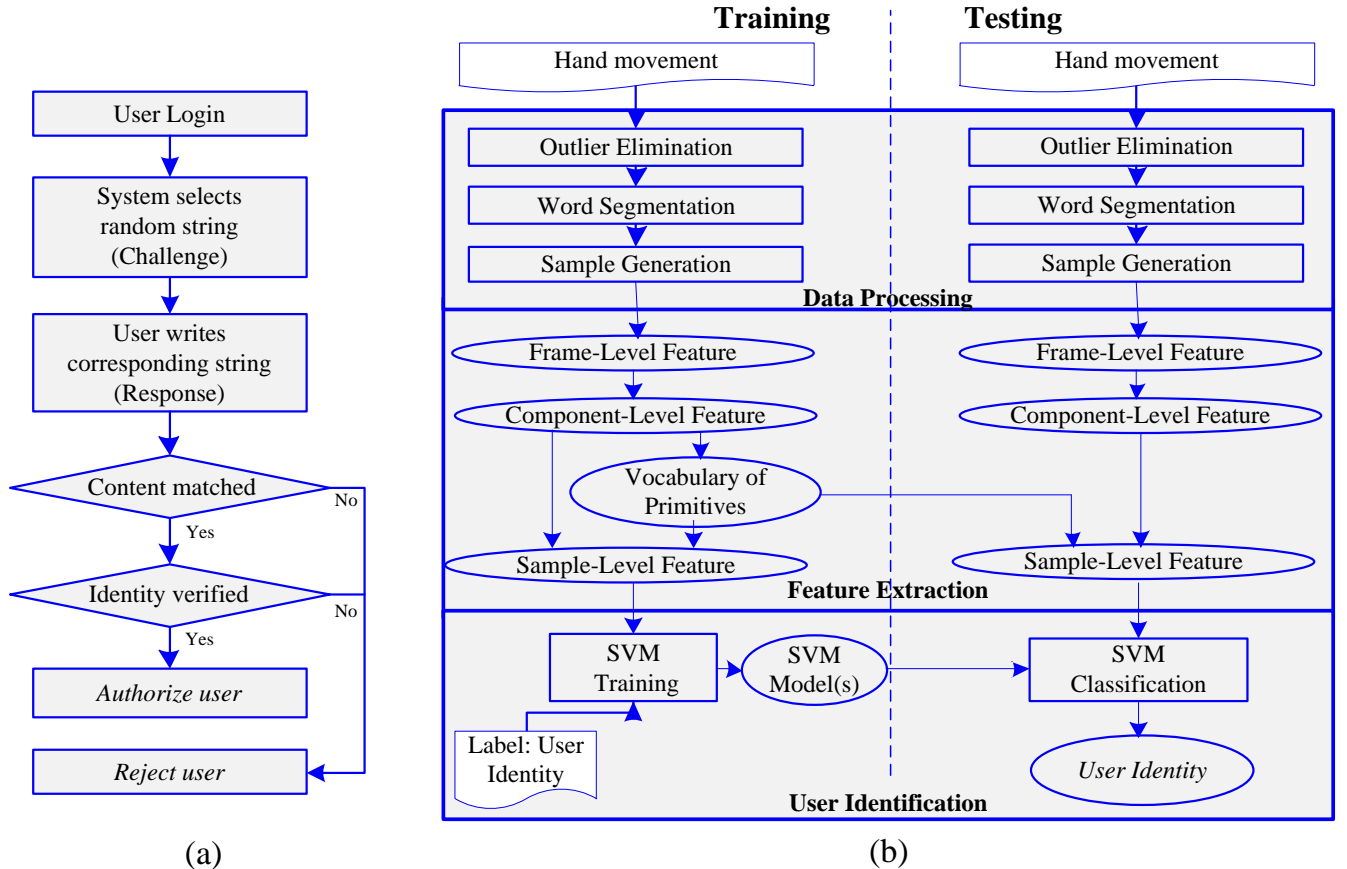 User Login
System selects
random string
(Challenge)
User writes
corresponding string
(Response)
Content matched
No
Yes
Identity verified
No
Yes
Authorize user
Reject user
(a)
Training
Testing
Hand movement
Hand movement
Outlier Elimination
Outlier Elimination
Word Segmentation
Word Segmentation
Sample Generation
Sample Generation
Data Processing
Frame-Level Feature
Frame-Level Feature
Component-Level Feature
Component-Level Feature
Vocabulary of
Primitives
Sample-Level Feature
Sample-Level Feature
Feature Extraction
SVM
Training
SVM
Model(s)
SVM
Classification
Label: User
Identity
User Identity
User Identification
(b)